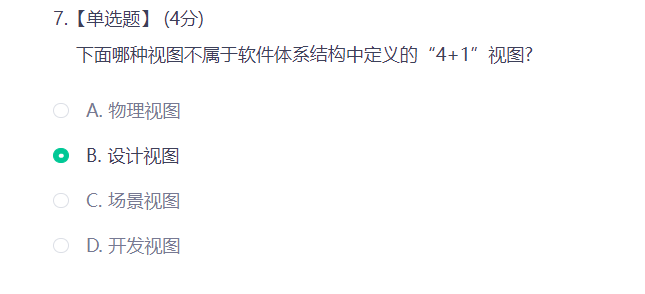 7.【单选题】 (4分)
下面哪种视图不属于软件体系结构中定义的“4+1”视图?
A. 物理视图
B. 设计视图
C. 场景视图
D. 开发视图